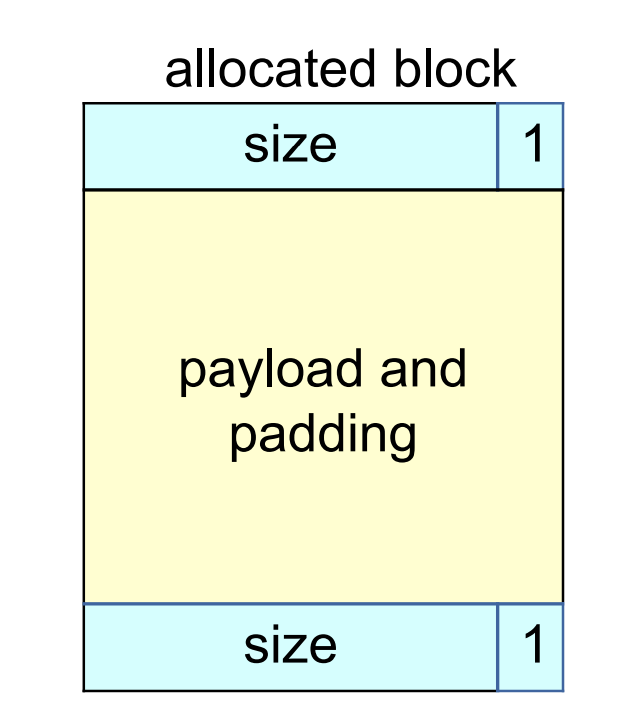 allocated block
size 1
payload and
padding
size 1